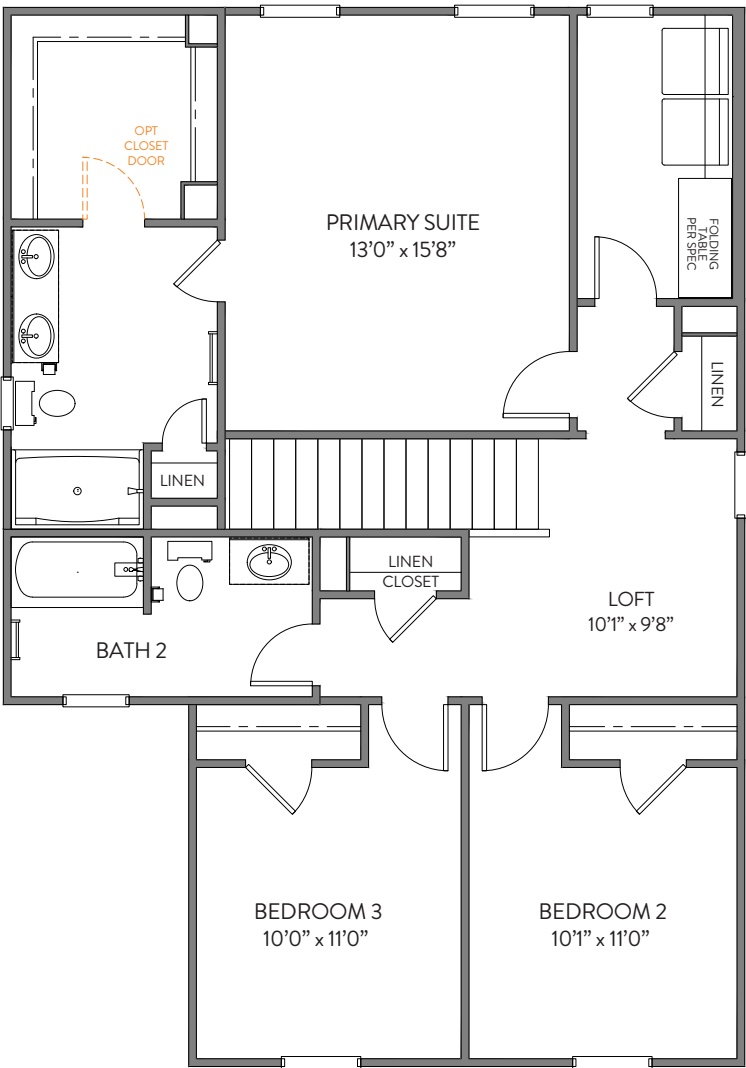 OPT
CLOSET
DOOR
PRIMARY SUITE
13’0” x 15’8”
FOLDING
TABLE
PER SPEC
LINEN
LINEN
LINEN
CLOSET
LOFT
10’1” x 9’8”
BATH 2
BEDROOM 3
10’0” x 11’0”
BEDROOM 2
10’1” x 11’0”